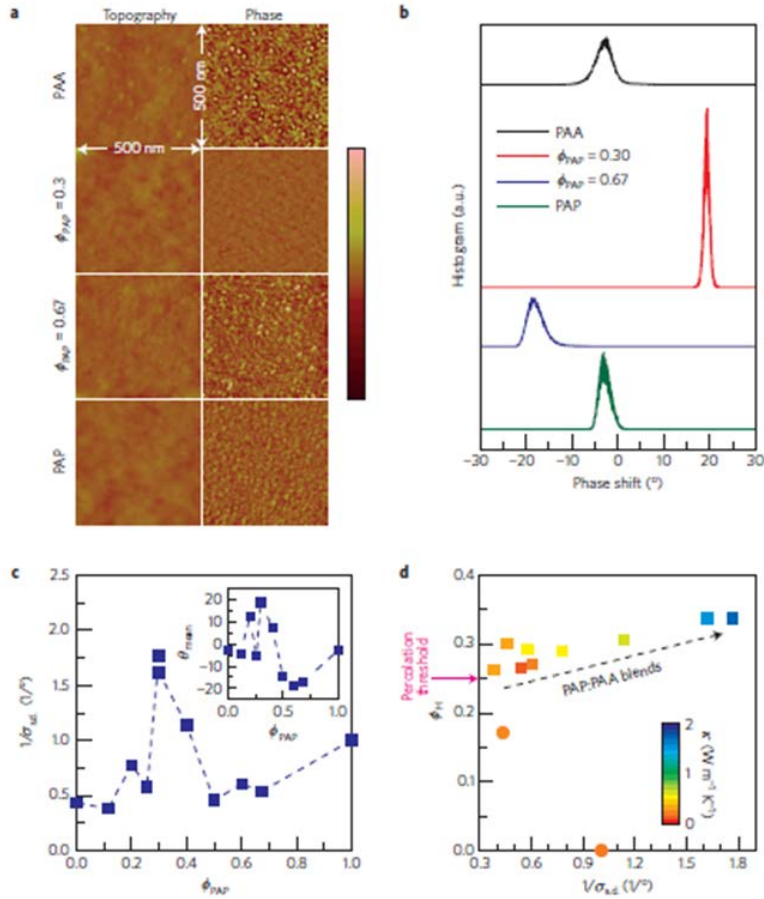 a
Topography Phase
PAA
500 nm
500 nm
ϕPAP = 0.3
ϕPAP = 0.67
PAP
b
PAA
ϕPAP = 0.30
ϕPAP = 0.67
PAP
Histogram (a.u.)
−30 −20 −10 0 10 20 30
Phase shift (°)
c
2.5
2.0
1.5
1.0
0.5
0.0
1/σs.d. (1/°)
0.0 0.2 0.4 0.6 0.8 1.0
ϕPAP
20
10
0
−10
−20
θmean
0.0 0.5 1.0
ϕPAP
d
0.4
0.3
0.2
0.1
0.0
ϕH
Percolation
threshold
PAP:PAA blends
2
1
0
κ (W m−1 K−1)
0.3 0.6 0.9 1.2 1.5 1.8
1/σs.d. (1/°)